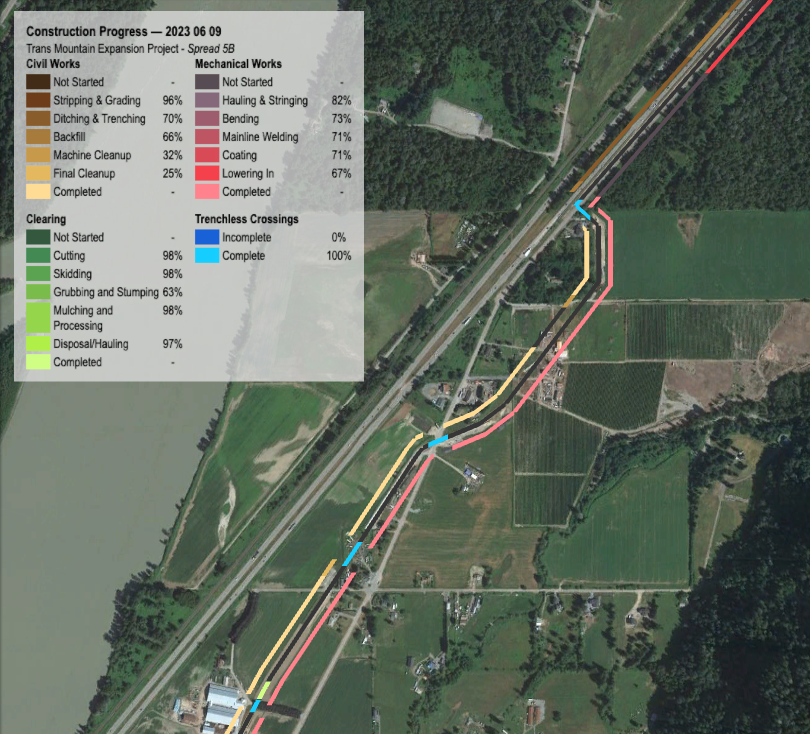 Construction Progress — 2023 06 09
Trans Mountain Expansion Project - Spread 5B
Civil Works
Not Started -
Stripping & Grading 96%
Ditching & Trenching 70%
Backfill 66%
Machine Cleanup 32%
Final Cleanup 25%
Completed -
Mechanical Works
Not Started -
Hauling & Stringing 82%
Bending 73%
Mainline Welding 71%
Coating 71%
Lowering In 67%
Completed -
Clearing
Not Started -
Cutting 98%
Skidding 98%
Grubbing and Stumping 63%
Mulching and
Processing 98%
Disposal/Hauling 97%
Completed -
Trenchless Crossings
Incomplete 0%
Complete 100%